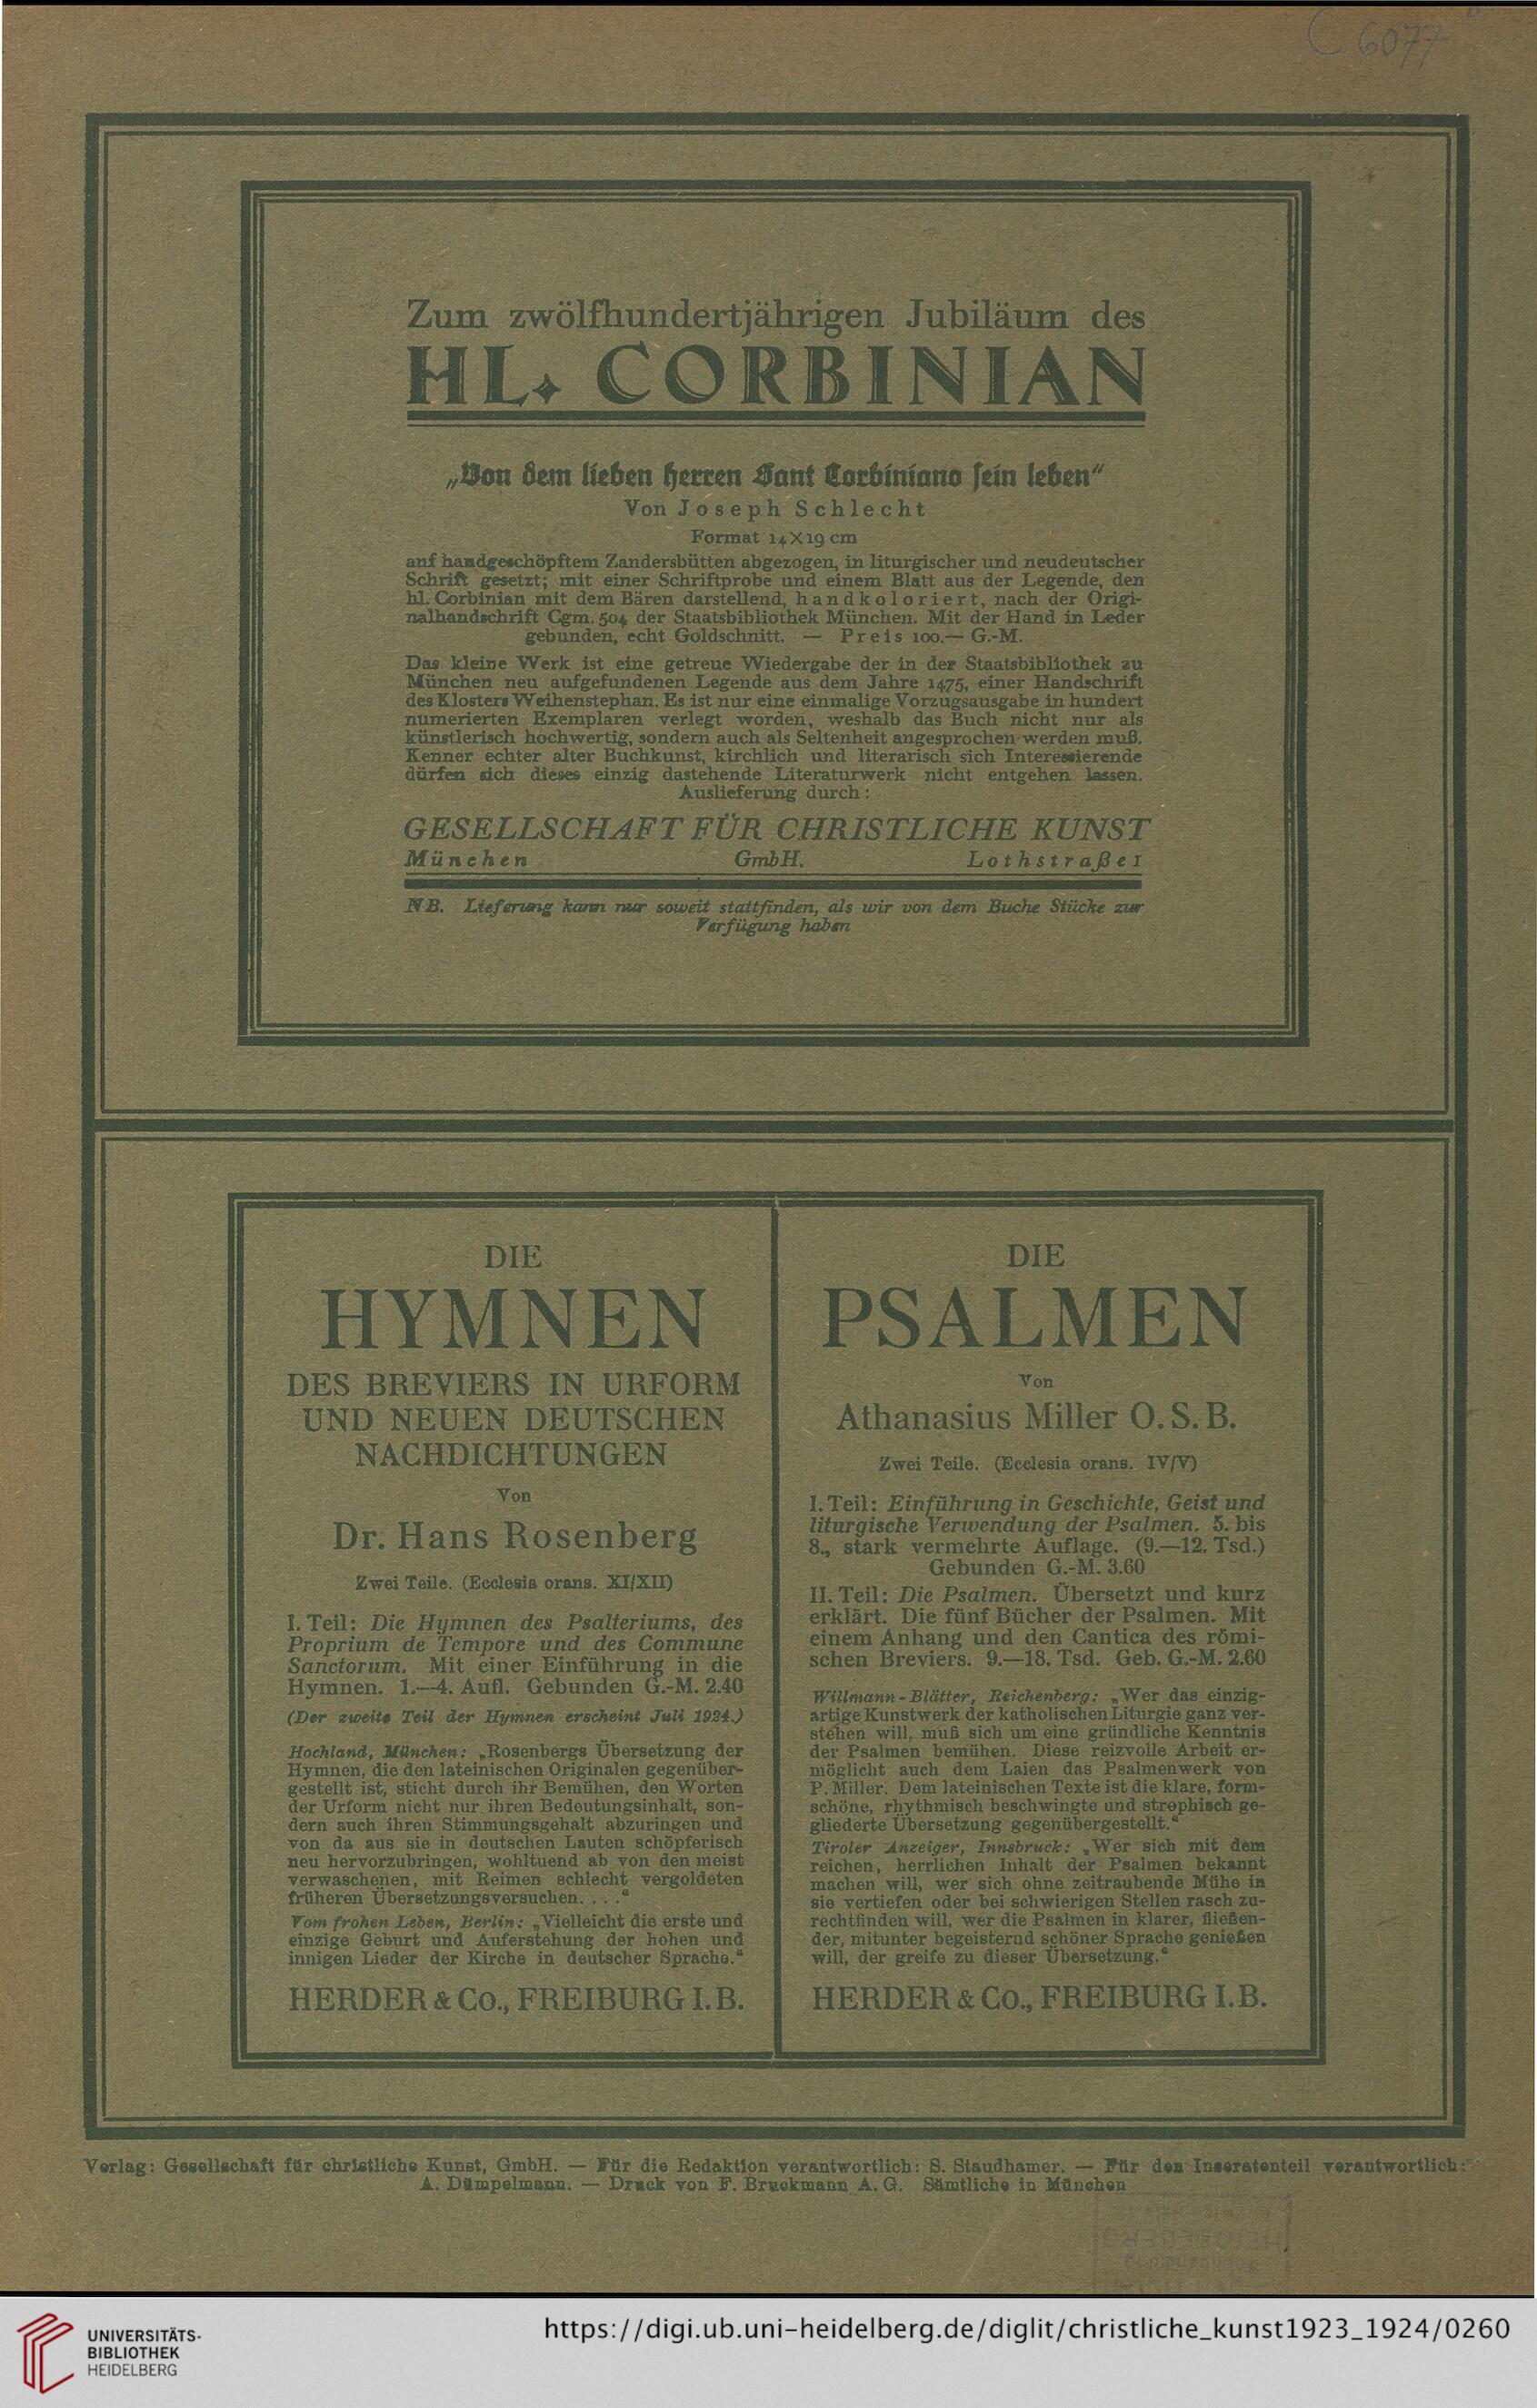 C 6077
Zum zwölfhundertjährigen Jubiläum des
HL. CORBINIAN
„Von dem lieben herren Sant Corbiniano sein leben“
Von Joseph Schlecht
Format 14×19 cm
auf handgeschöpftem Zandersbütten abgezogen, in liturgischer und neudeutscher
Schrift gesetzt; mit einer Schriftprobe und einem Blatt aus der Legende, den
hl. Corbinian mit dem Bären darstellend, handkoloriert, nach der Origi-
nalhandschrift Cgm. 504 der Staatsbibliothek München. Mit der Hand in Leder
gebunden, echt Goldschnitt. — Preis 100.— G.-M.
Das kleine Werk ist eine getreue Wiedergabe der in der Staatsbibliothek zu
München neu aufgefundenen Legende aus dem Jahre 1475, einer Handschrift
des Klosters Weihenstephan. Es ist nur eine einmalige Vorzugsausgabe in hundert
numerierten Exemplaren verlegt worden, weshalb das Buch nicht nur als
künstlerisch hochwertig, sondern auch als Seltenheit angesprochen werden muß.
Kenner echter alter Buchkunst, kirchlich und literarisch sich Interessierende
dürfen sich dieses einzig dastehende Literaturwerk nicht entgehen lassen.
Auslieferung durch:
GESELLSCHAFT FÜR CHRISTLICHE KUNST
München GmbH. Lothstraße 1
NB. Lieferung kann nur soweit stattfinden, als wir von dem Buche Stücke zur
Verfügung haben
DIE
HYMNEN
DES BREVIERS IN URFORM
UND NEUEN DEUTSCHEN
NACHDICHTUNGEN
Von
Dr. Hans Rosenberg
Zwei Teile. (Ecclesia orans. XI/XII)
I. Teil: Die Hymnen des Psalteriums, des
Proprium de Tempore und des Commune
Sanctorum. Mit einer Einführung in die
Hymnen. 1.—4. Aufl. Gebunden G.-M. 2.40
(Der zweite Teil der Hymnen erscheint Juli 1924.)
Hochland, München: „Rosenbergs Übersetzung der
Hymnen, die den lateinischen Originalen gegenüber-
gestellt ist, sticht durch ihr Bemühen, den Worten
der Urform nicht nur ihren Bedeutungsinhalt, son-
dern auch ihren Stimmungsgehalt abzuringen und
von da aus sie in deutschen Lauten schöpferisch
neu hervorzubringen, wohltuend ab von den meist
verwaschenen, mit Reimen schlecht vergoldeten
früheren Übersetzungsversuchen. . . .“
Vom frohen Leben, Berlin: „Vielleicht die erste und
einzige Geburt und Auferstehung der hohen und
innigen Lieder der Kirche in deutscher Sprache.“
HERDER & Co., FREIBURG I. B.
DIE
PSALMEN
Von
Athanasius Miller O. S. B.
Zwei Teile. (Ecclesia orans. IV/V)
I. Teil: Einführung in Geschichte, Geist und
liturgische Verwendung der Psalmen. 5. bis
8., stark vermehrte Auflage. (9.—12. Tsd.)
Gebunden G.-M. 3.60
II. Teil: Die Psalmen. Übersetzt und kurz
erklärt. Die fünf Bücher der Psalmen. Mit
einem Anhang und den Cantica des römi-
schen Breviers. 9.—18. Tsd. Geb. G.-M. 2.60
Willmann-Blätter, Reichenberg: „Wer das einzig-
artige Kunstwerk der katholischen Liturgie ganz ver-
stehen will, muß sich um eine gründliche Kenntnis
der Psalmen bemühen. Diese reizvolle Arbeit er-
möglicht auch dem Laien das Psalmenwerk von
P. Miller. Dem lateinischen Texte ist die klare, form-
schöne, rhythmisch beschwingte und strophisch ge-
gliederte Übersetzung gegenübergestellt.“
Tiroler Anzeiger, Innsbruck: „Wer sich mit dem
reichen, herrlichen Inhalt der Psalmen bekannt
machen will, wer sich ohne zeitraubende Mühe in
sie vertiefen oder bei schwierigen Stellen rasch zu-
rechtfinden will, wer die Psalmen in klarer, fließen-
der, mitunter begeisternd schöner Sprache genießen
will, der greife zu dieser Übersetzung.“
HERDER & Co., FREIBURG I. B.
Verlag: Gesellschaft für christliche Kunst, GmbH. — Für die Redaktion verantwortlich: S. Staudhamer. — Für den Inseratenteil verantwortlich:
A. Dümpelmann. — Druck von F. Bruckmann A. G. Sämtliche in München
UNIVERSITÄTS-
BIBLIOTHEK
HEIDELBERG
https://digi.ub.uni-heidelberg.de/diglit/christliche_kunst1923_1924/0260